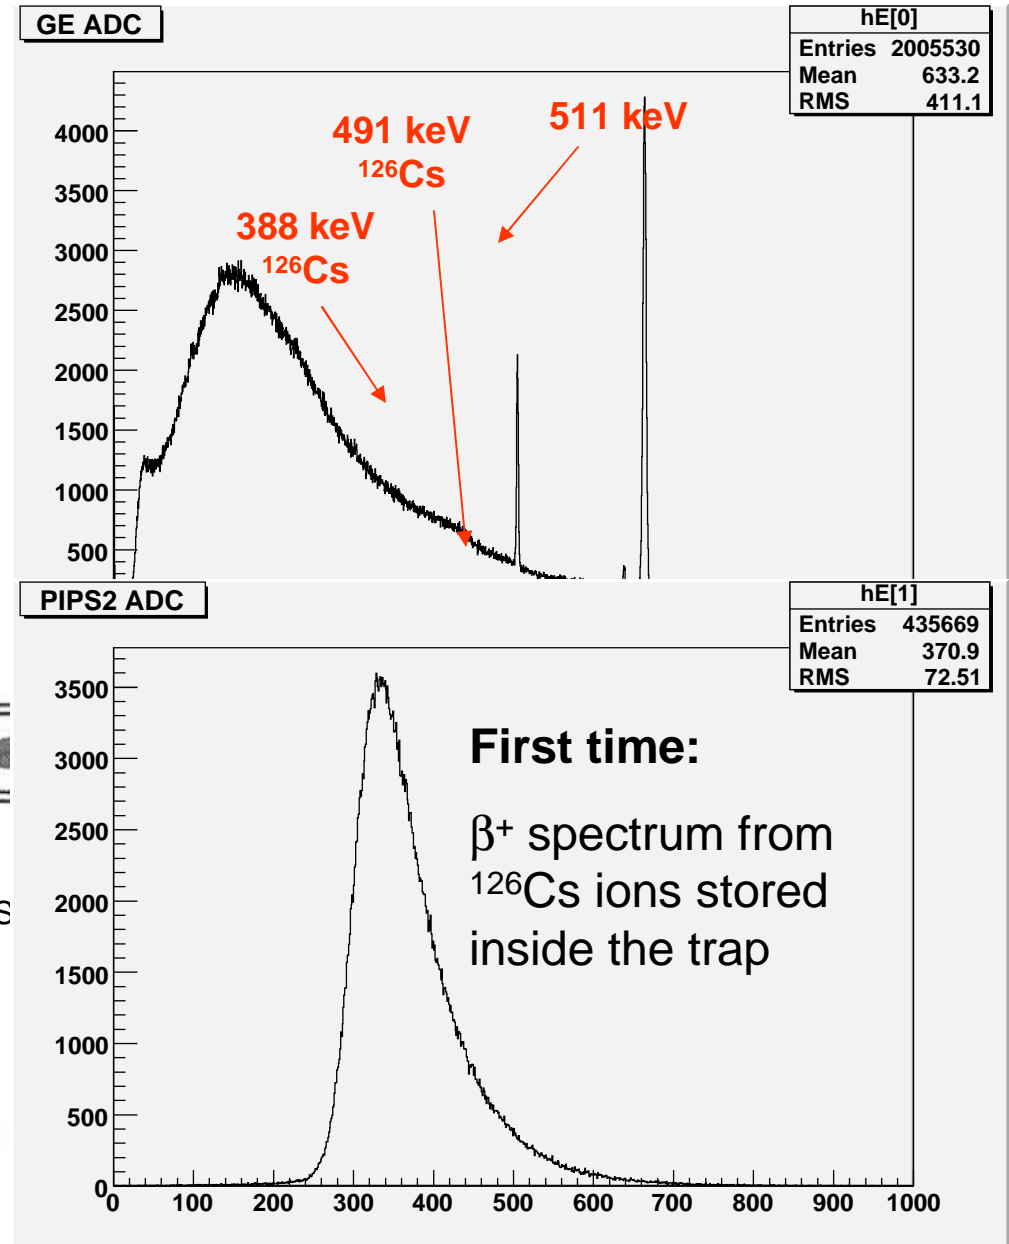 GE ADC
hE[0]
Entries 2005530
Mean 633.2
RMS 411.1
4000
3500
3000
2500
2000
1500
1000
500
491 keV
¹²⁶Cs
511 keV
388 keV
¹²⁶Cs
PIPS2 ADC
hE[1]
Entries 435669
Mean 370.9
RMS 72.51
3500
3000
2500
2000
1500
1000
500
0
First time:
β⁺ spectrum from
¹²⁶Cs ions stored
inside the trap
s
0 100 200 300 400 500 600 700 800 900 1000